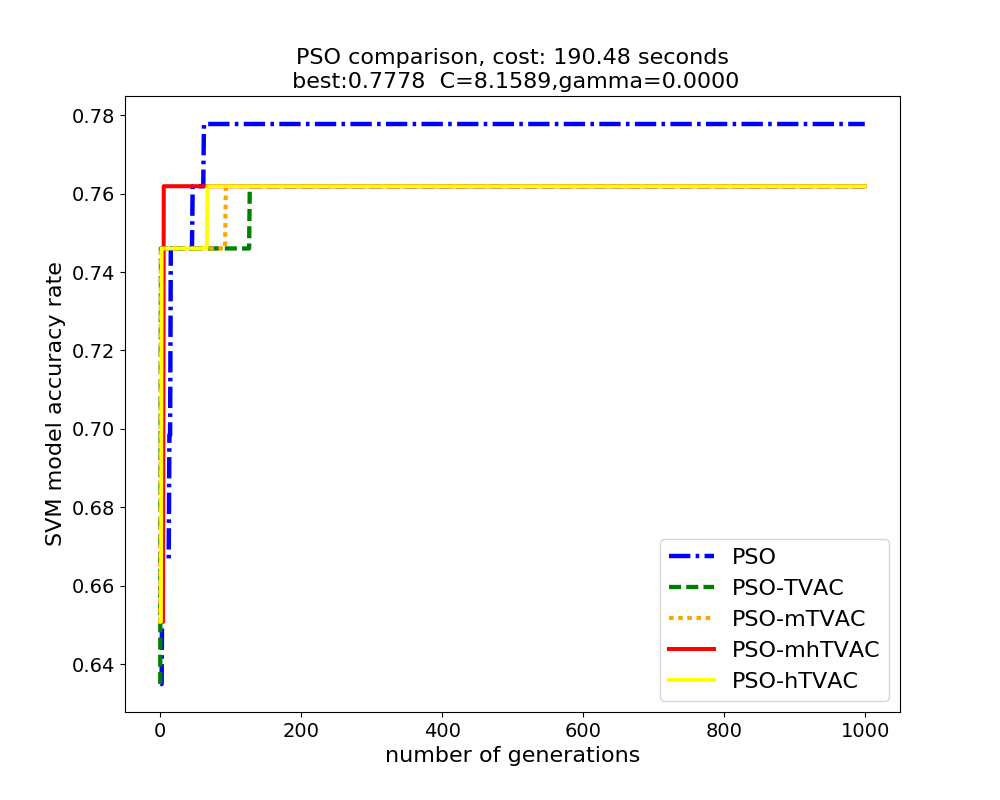 PSO comparison, cost: 190.48 seconds
best:0.7778  C=8.1589,gamma=0.0000
SVM model accuracy rate
0.78
0.76
0.74
0.72
0.70
0.68
0.66
0.64
PSO
PSO-TVAC
PSO-mTVAC
PSO-mhTVAC
PSO-hTVAC
0 200 400 600 800 1000
number of generations